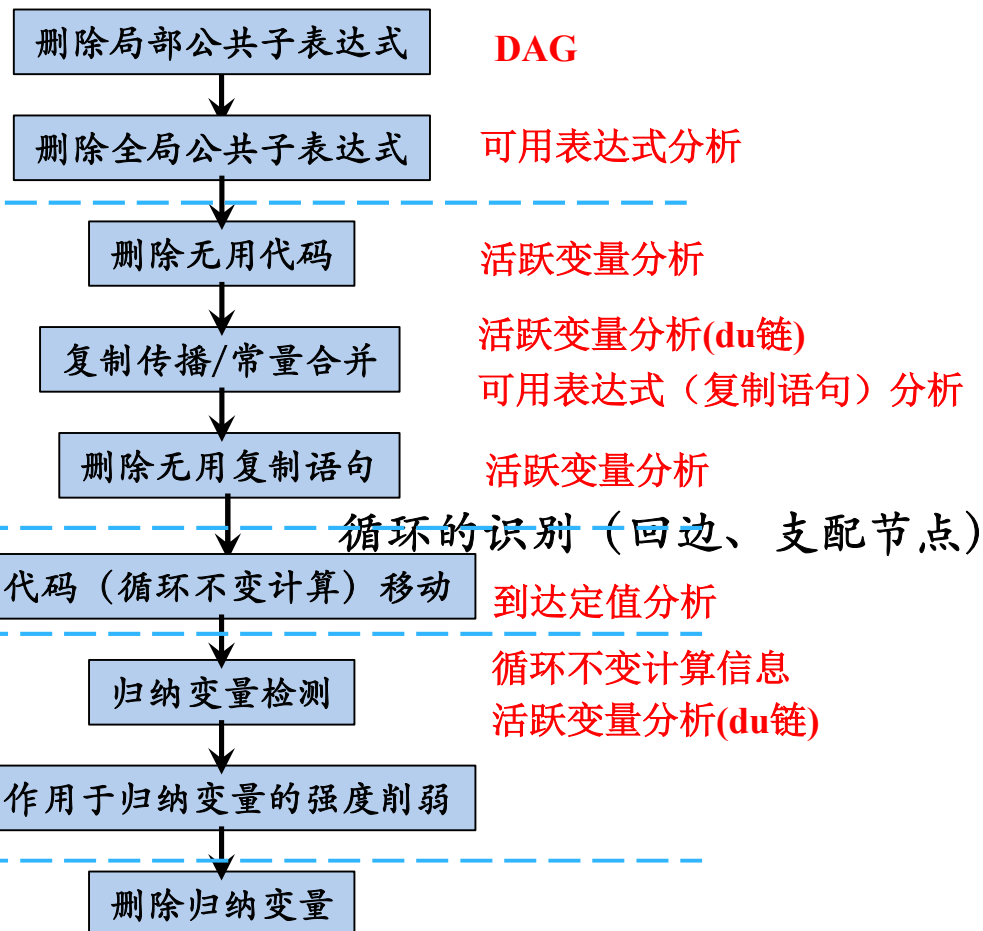 删除局部公共子表达式
DAG
删除全局公共子表达式
可用表达式分析
删除无用代码
活跃变量分析
复制传播/常量合并
活跃变量分析(du链)
可用表达式（复制语句）分析
删除无用复制语句
活跃变量分析
循环的识别（回边、支配节点）
代码（循环不变计算）移动
到达定值分析
归纳变量检测
循环不变计算信息
活跃变量分析(du链)
作用于归纳变量的强度削弱
删除归纳变量